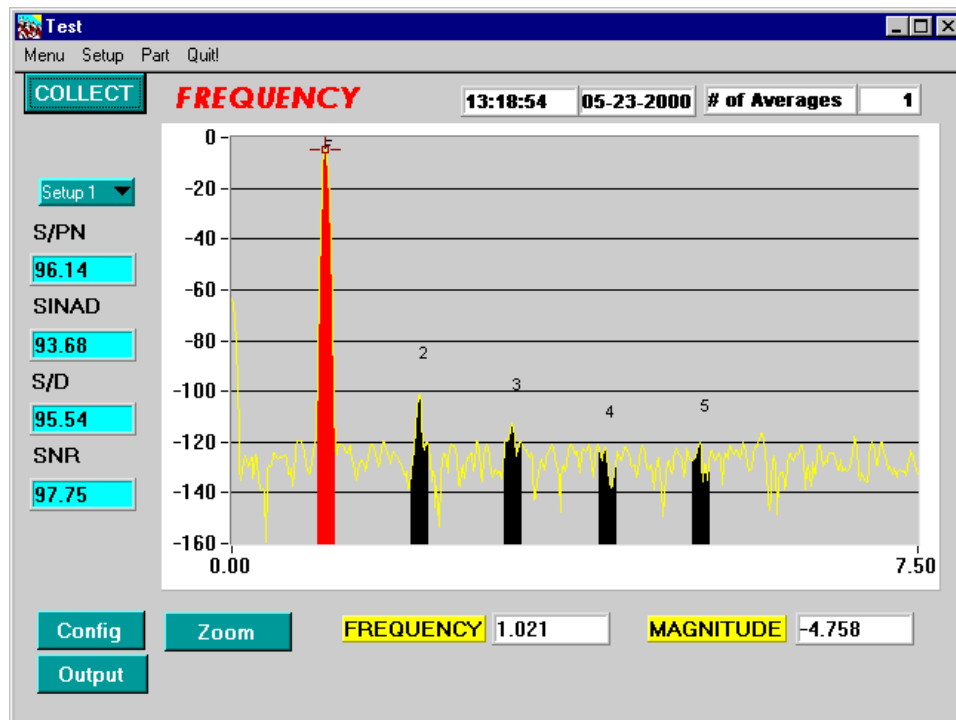 Test
Menu Setup Part Quit!
COLLECT FREQUENCY 13:18:54 05-23-2000 # of Averages 1
Setup 1
S/PN
96.14
SINAD
93.68
S/D
95.54
SNR
97.75
0
-20
-40
-60
-80
-100
-120
-140
-160
F
2
3
4
5
0.00 7.50
Config Zoom FREQUENCY 1.021 MAGNITUDE -4.758
Output